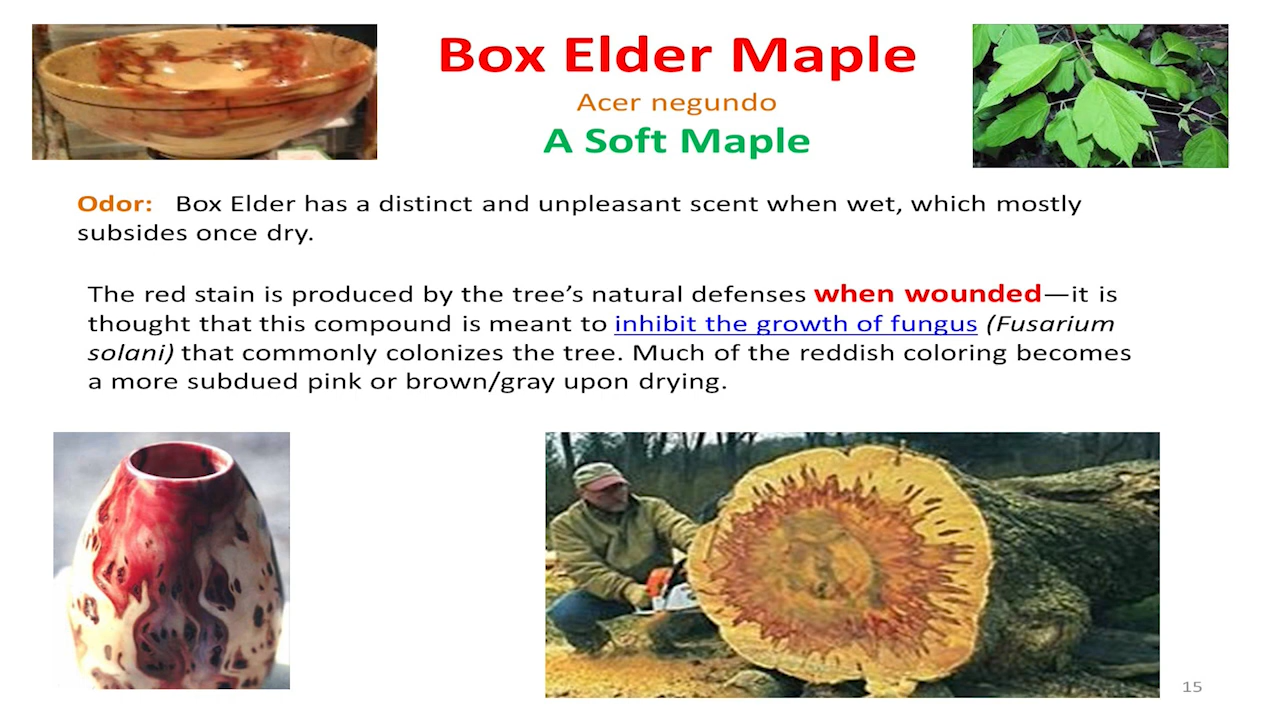 Box Elder Maple
Acer negundo
A Soft Maple
Odor: Box Elder has a distinct and unpleasant scent when wet, which mostly
subsides once dry.
The red stain is produced by the tree’s natural defenses when wounded—it is
thought that this compound is meant to inhibit the growth of fungus (Fusarium
solani) that commonly colonizes the tree. Much of the reddish coloring becomes
a more subdued pink or brown/gray upon drying.
15